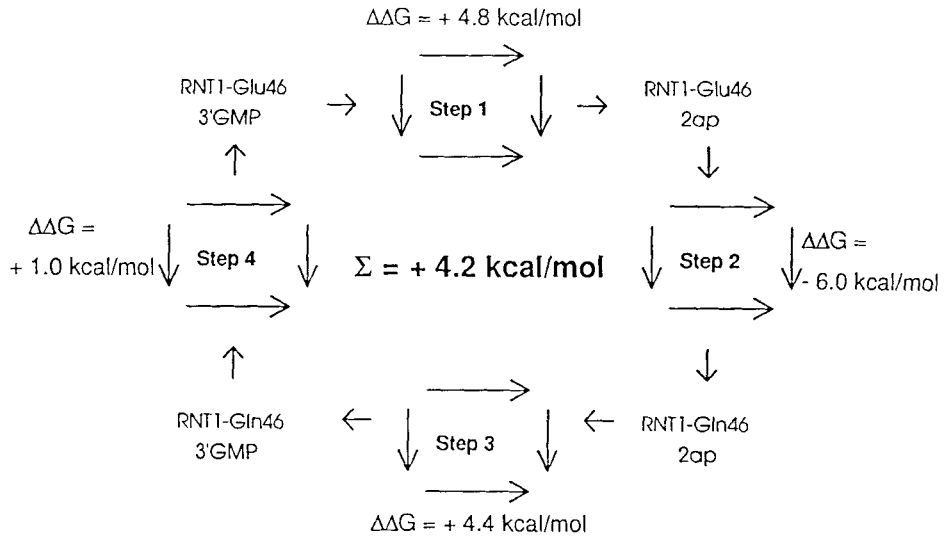 ΔΔG = + 4.8 kcal/mol
RNT1-Glu46
3'GMP
Step 1
RNT1-Glu46
2ap
ΔΔG =
+ 1.0 kcal/mol
Step 4
Σ = + 4.2 kcal/mol
Step 2
ΔΔG =
- 6.0 kcal/mol
RNT1-Gln46
3'GMP
Step 3
RNT1-Gln46
2ap
ΔΔG = + 4.4 kcal/mol